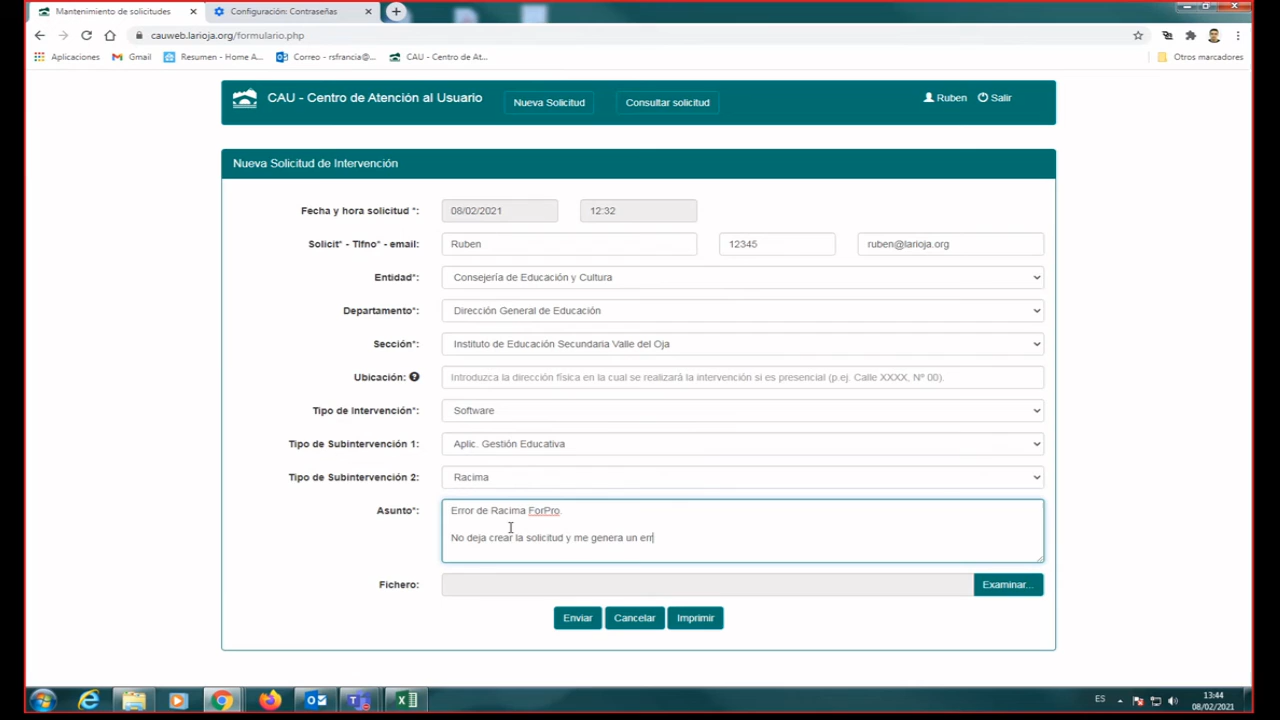 Mantenimiento de solicitudes
Configuración: Contraseñas
cauweb.larioja.org/formulario.php
Aplicaciones
Gmail
Resumen - Home A...
Correo - rsfrancia@...
CAU - Centro de At...
Otros marcadores
CAU - Centro de Atención al Usuario
Nueva Solicitud
Consultar solicitud
Ruben
Salir
Nueva Solicitud de Intervención
Fecha y hora solicitud *:
08/02/2021
12:32
Solicit* - Tlfno* - email:
Ruben
12345
ruben@larioja.org
Entidad*:
Consejería de Educación y Cultura
Departamento*:
Dirección General de Educación
Sección*:
Instituto de Educación Secundaria Valle del Oja
Ubicación:
Introduzca la dirección física en la cual se realizará la intervención si es presencial (p.ej. Calle XXXX, Nº 00).
Tipo de Intervención*:
Software
Tipo de Subintervención 1:
Aplic. Gestión Educativa
Tipo de Subintervención 2:
Racima
Asunto*:
Error de Racima ForPro.
No deja crear la solicitud y me genera un err
Fichero:
Examinar...
Enviar
Cancelar
Imprimir
ES
13:44
08/02/2021